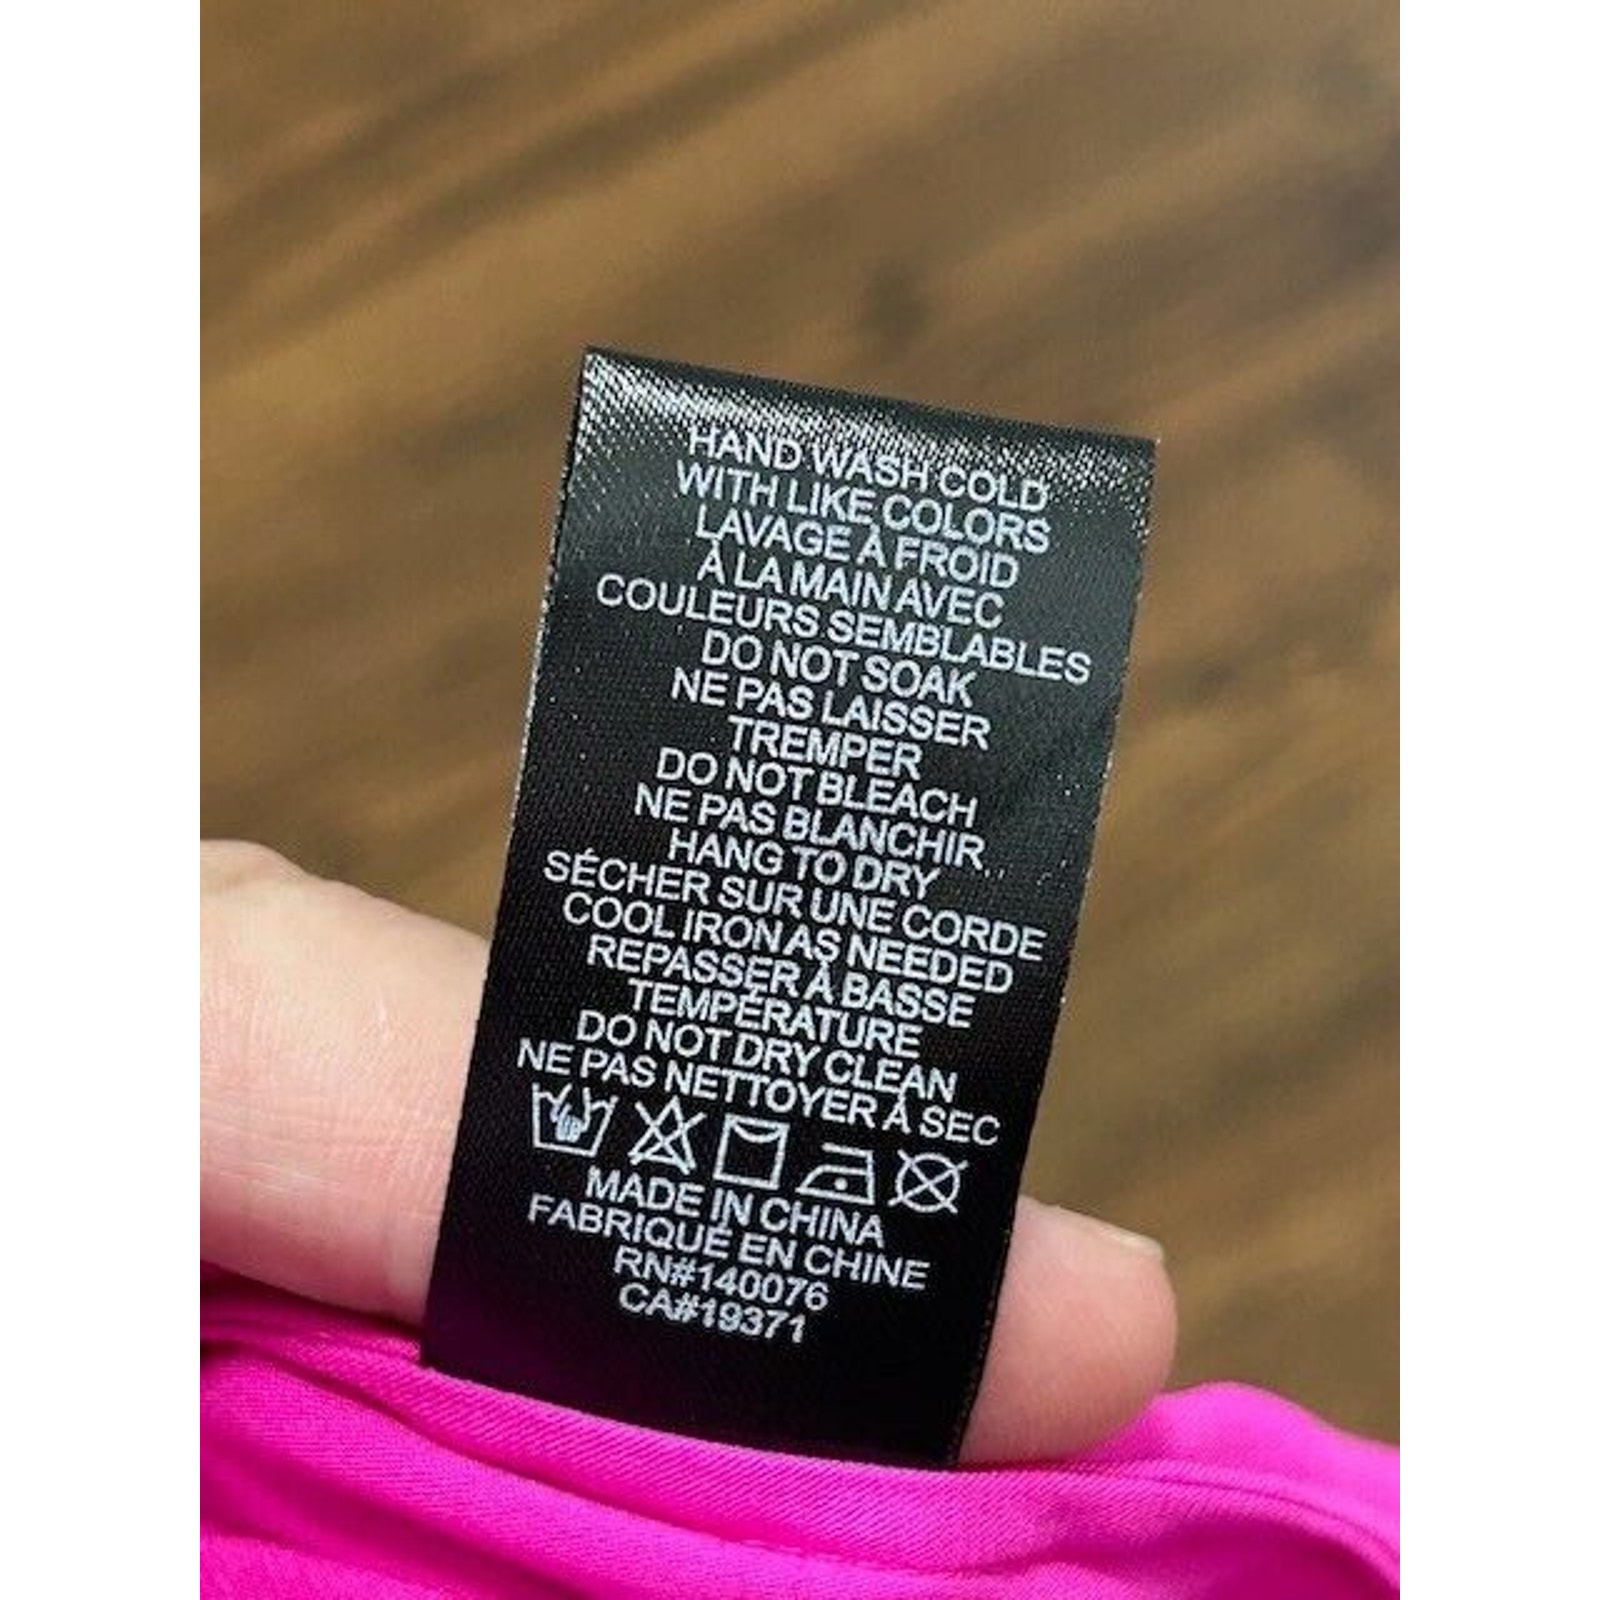 HAND WASH COLD
WITH LIKE COLORS
LAVAGE À FROID
À LA MAIN AVEC
COULEURS SEMBLABLES
DO NOT SOAK
NE PAS LAISSER
TREMPER
DO NOT BLEACH
NE PAS BLANCHIR
HANG TO DRY
SÉCHER SUR UNE CORDE
COOL IRON AS NEEDED
REPASSER À BASSE
TEMPÉRATURE
DO NOT DRY CLEAN
NE PAS NETTOYER À SEC
MADE IN CHINA
FABRIQUÉ EN CHINE
RN#140076
CA#19371